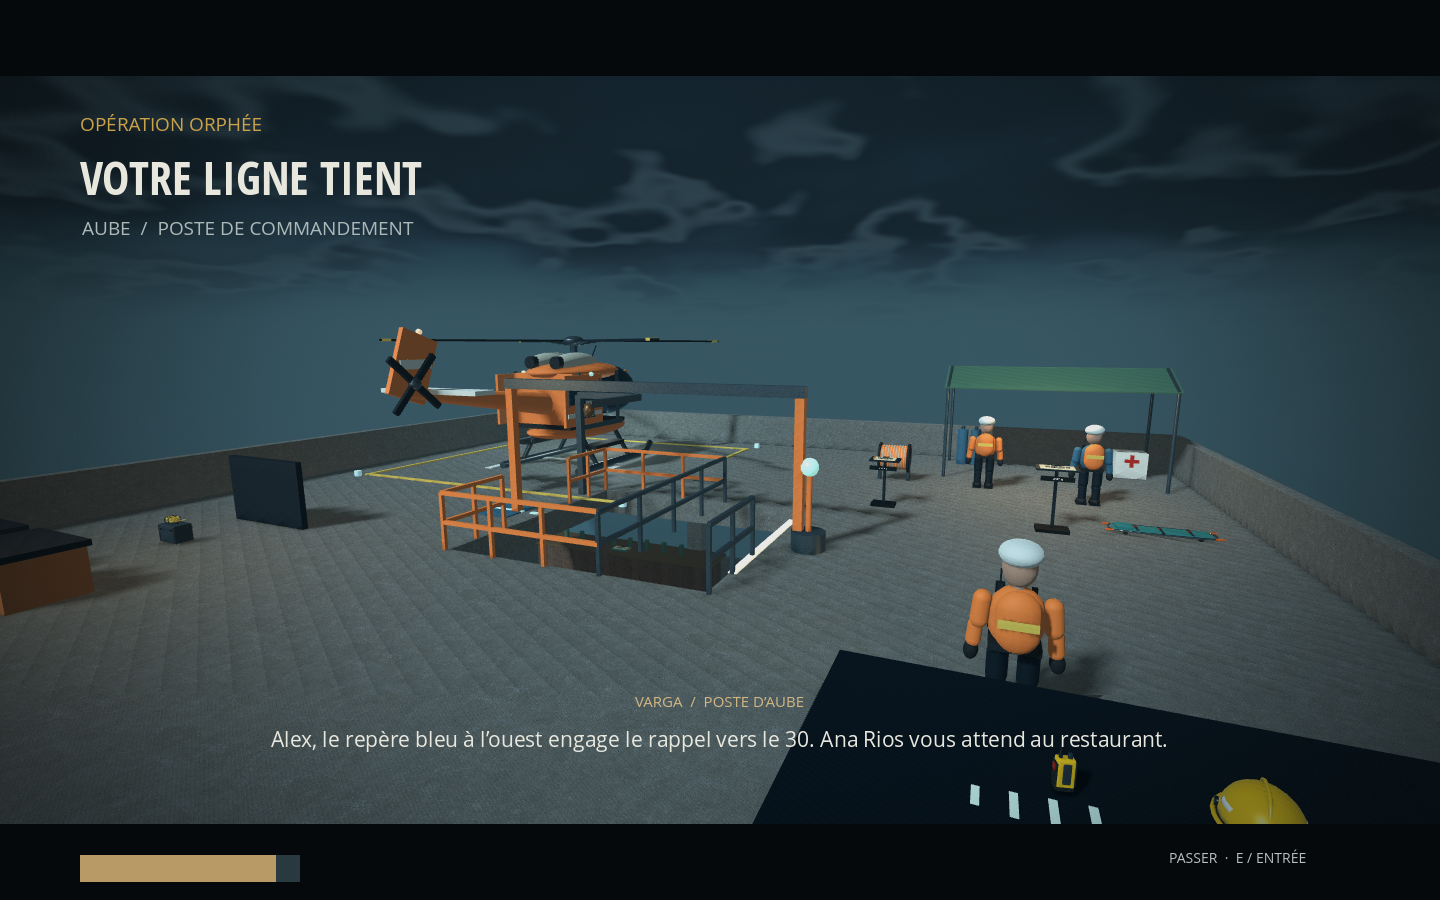 OPÉRATION ORPHÉE
VOTRE LIGNE TIENT
AUBE / POSTE DE COMMANDEMENT
VARGA / POSTE D’AUBE
Alex, le repère bleu à l’ouest engage le rappel vers le 30. Ana Rios vous attend au restaurant.
PASSER · E / ENTRÉE